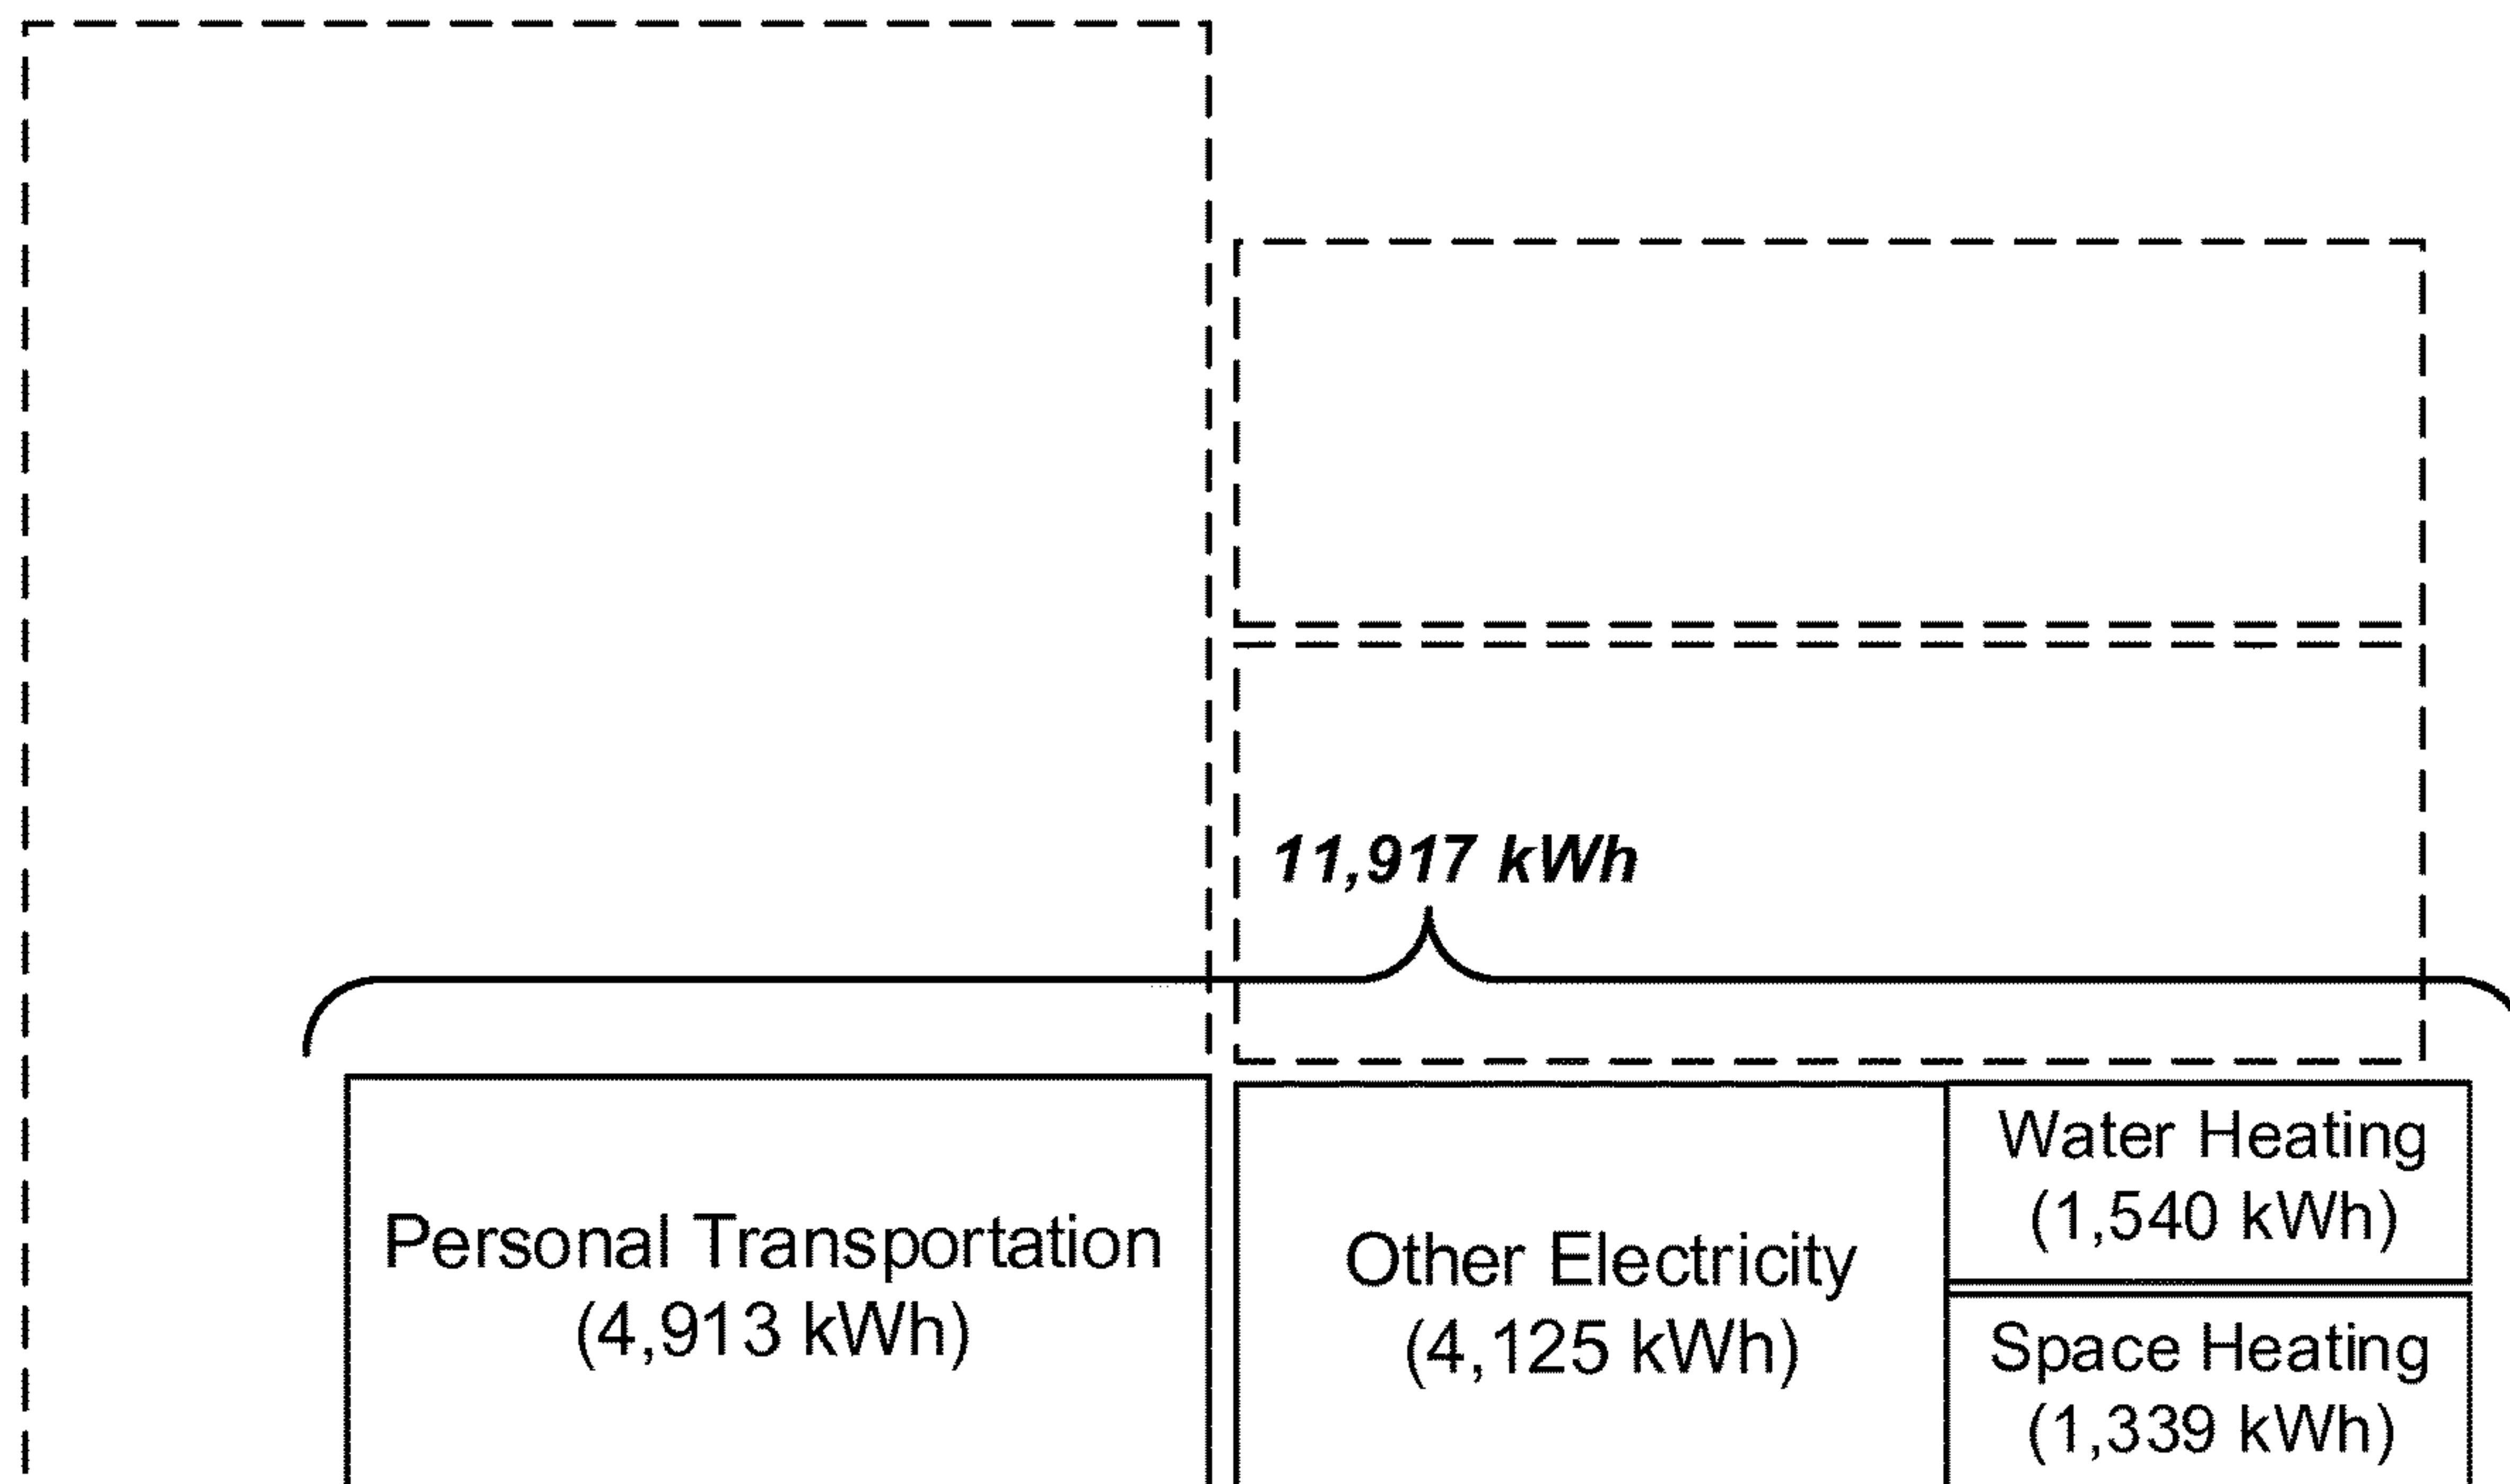 11,917 kWh
Personal Transportation
(4,913 kWh)
Other Electricity
(4,125 kWh)
Water Heating
(1,540 kWh)
Space Heating
(1,339 kWh)